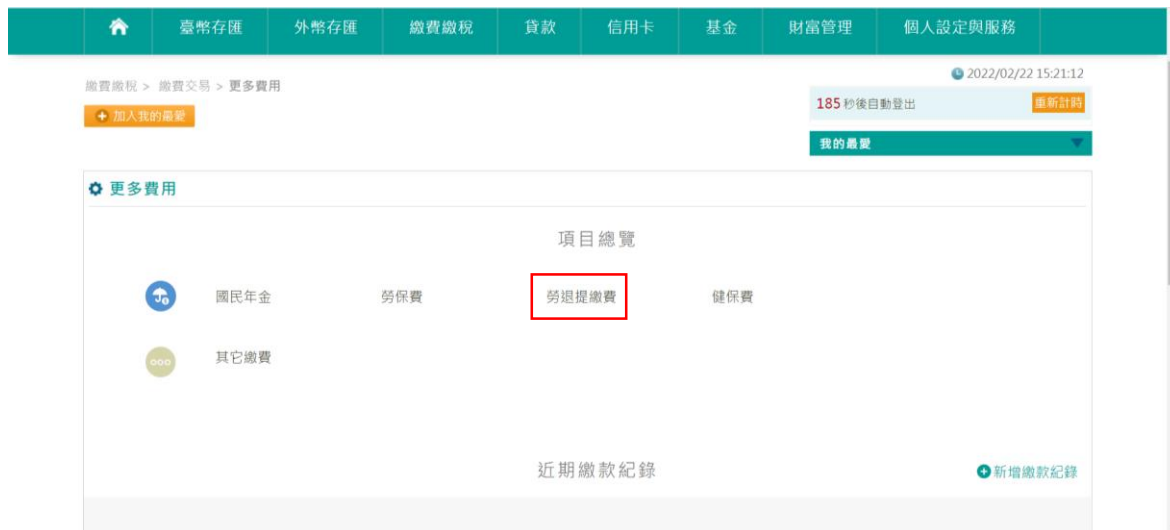 臺幣存匯 外幣存匯 繳費繳稅 貸款 信用卡 基金 財富管理 個人設定與服務
2022/02/22 15:21:12
繳費繳稅 > 繳費交易 > 更多費用
185 秒後自動登出 重新計時
加入我的最愛
我的最愛
更多費用
項目總覽
國民年金 勞保費 勞退提繳費 健保費
其它繳費
近期繳款紀錄 新增繳款紀錄